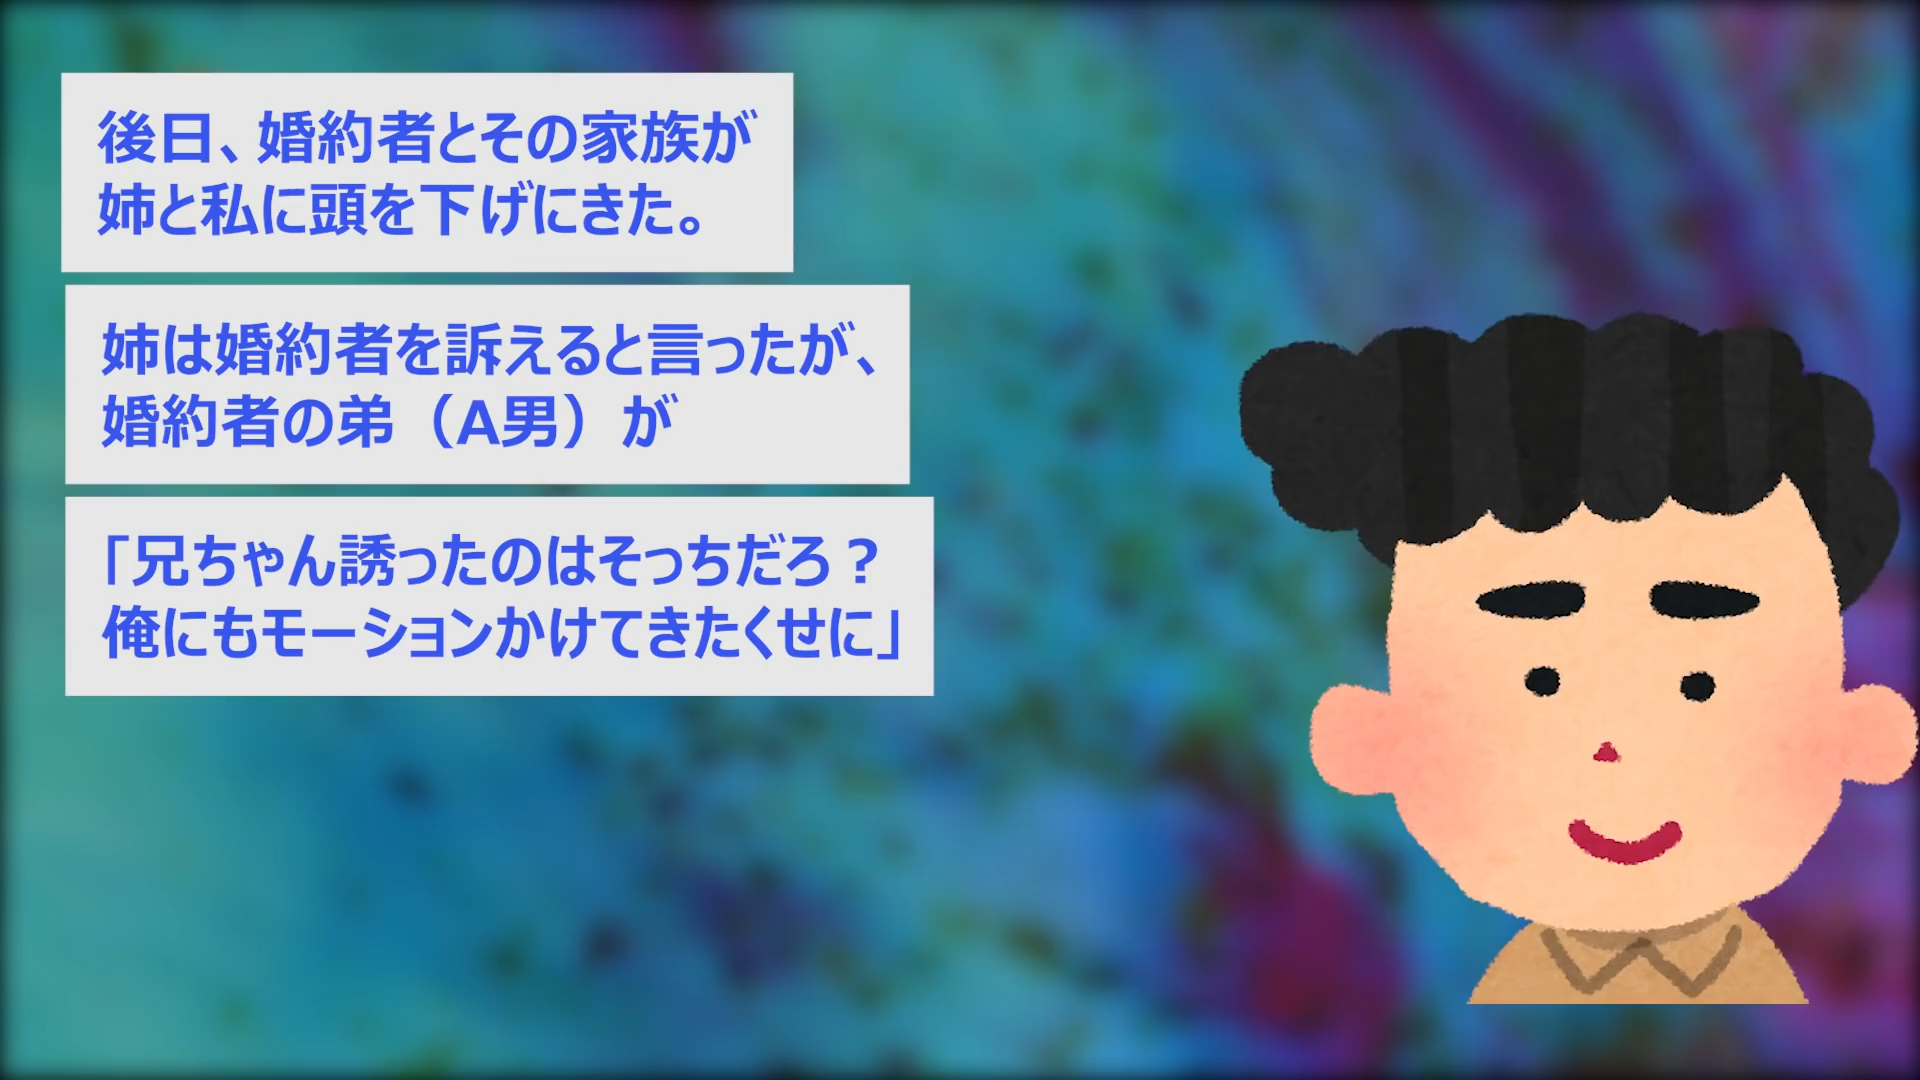 後日、婚約者とその家族が
姉と私に頭を下げにきた。
姉は婚約者を訴えると言ったが、
婚約者の弟（A男）が
「兄ちゃん誘ったのはそっちだろ？
俺にもモーションかけてきたくせに」